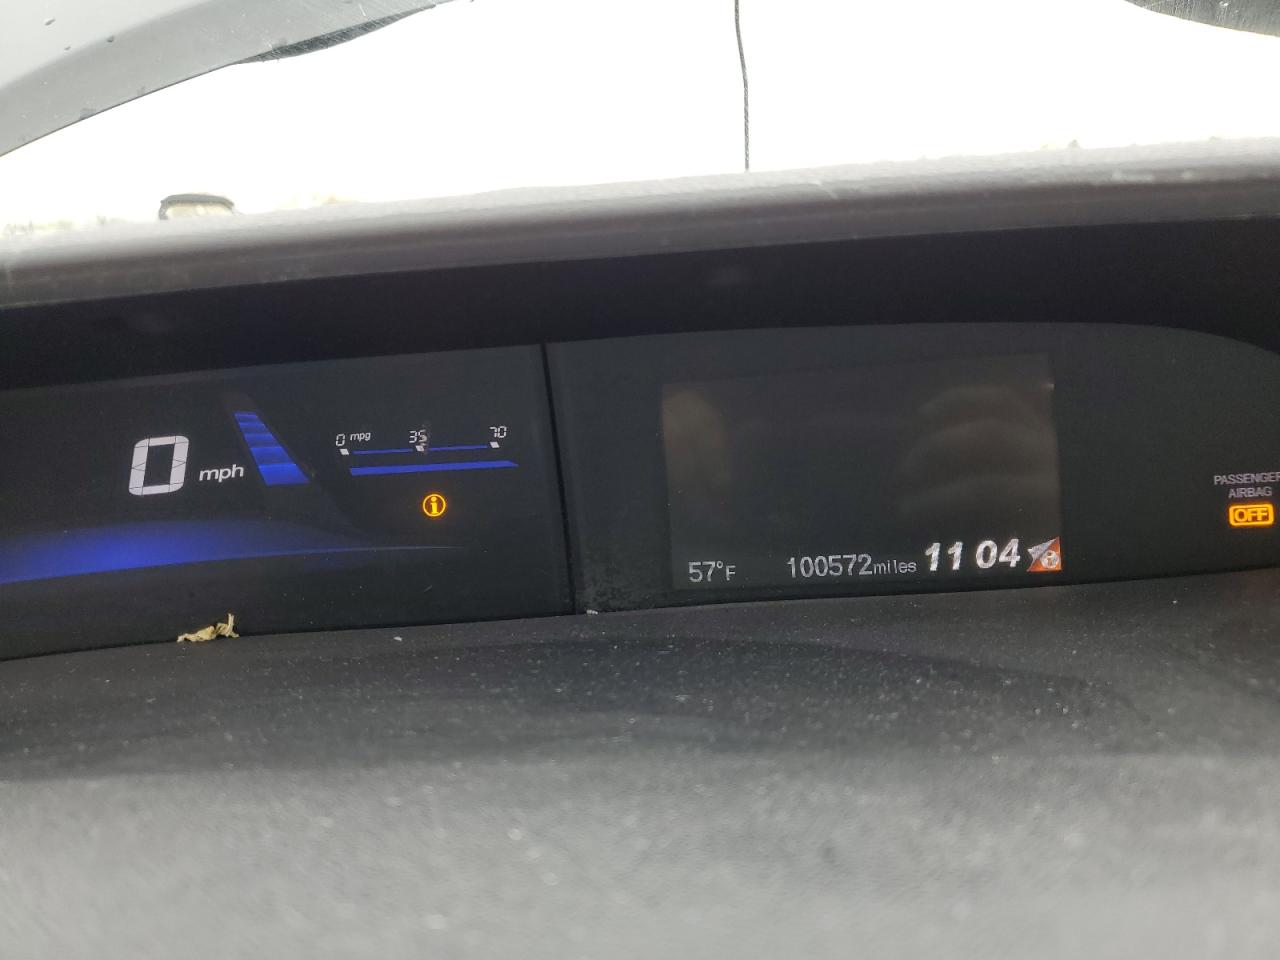 0 mph
0 mpg 35 70
i
57°F 100572miles 11 04 i
PASSENGER
AIRBAG
OFF